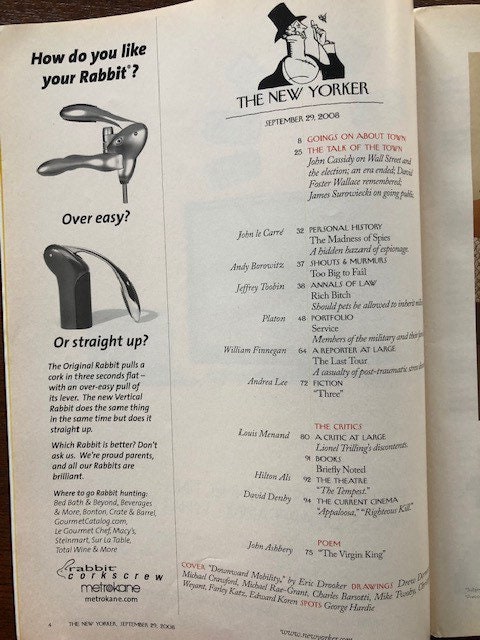 How do you like
your Rabbit®?
Over easy?
Or straight up?
The Original Rabbit pulls a
cork in three seconds flat –
with an over-easy pull of
its lever. The new Vertical
Rabbit does the same thing
in the same time but does it
straight up.
Which Rabbit is better? Don't
ask us. We're proud parents,
and all our Rabbits are
brilliant.
Where to go Rabbit hunting:
Bed Bath & Beyond, Beverages
& More, Bonton, Crate & Barrel,
GourmetCatalog.com,
Le Gourmet Chef, Macy's,
Steinmart, Sur La Table,
Total Wine & More
rabbit
corkscrew
metrokane
metrokane.com
4 THE NEW YORKER, SEPTEMBER 29, 2008
THE NEW YORKER
SEPTEMBER 29, 2008
8 GOINGS ON ABOUT TOWN
25 THE TALK OF THE TOWN
John Cassidy on Wall Street and
the election; an era ended; David
Foster Wallace remembered;
James Surowiecki on going public.
John le Carré 32 PERSONAL HISTORY
The Madness of Spies
A hidden hazard of espionage.
Andy Borowitz 37 SHOUTS & MURMURS
Too Big to Fail
Jeffrey Toobin 38 ANNALS OF LAW
Rich Bitch
Should pets be allowed to inherit
Platon 48 PORTFOLIO
Service
Members of the military and their
William Finnegan 64 A REPORTER AT LARGE
The Last Tour
A casualty of post-traumatic stress
Andrea Lee 72 FICTION
"Three"
THE CRITICS
Louis Menand 80 A CRITIC AT LARGE
Lionel Trilling's discontents.
91 BOOKS
Briefly Noted
Hilton Als 92 THE THEATRE
"The Tempest."
David Denby 94 THE CURRENT CINEMA
"Appaloosa," "Righteous Kill."
POEM
John Ashbery 75 "The Virgin King"
COVER "Downward Mobility," by Eric Drooker DRAWINGS Drew
Michael Crawford, Michael Rae-Grant, Charles Barsotti, Mike Twohy,
Weyant, Farley Katz, Edward Koren SPOTS George Hardie
www.newyorker.com